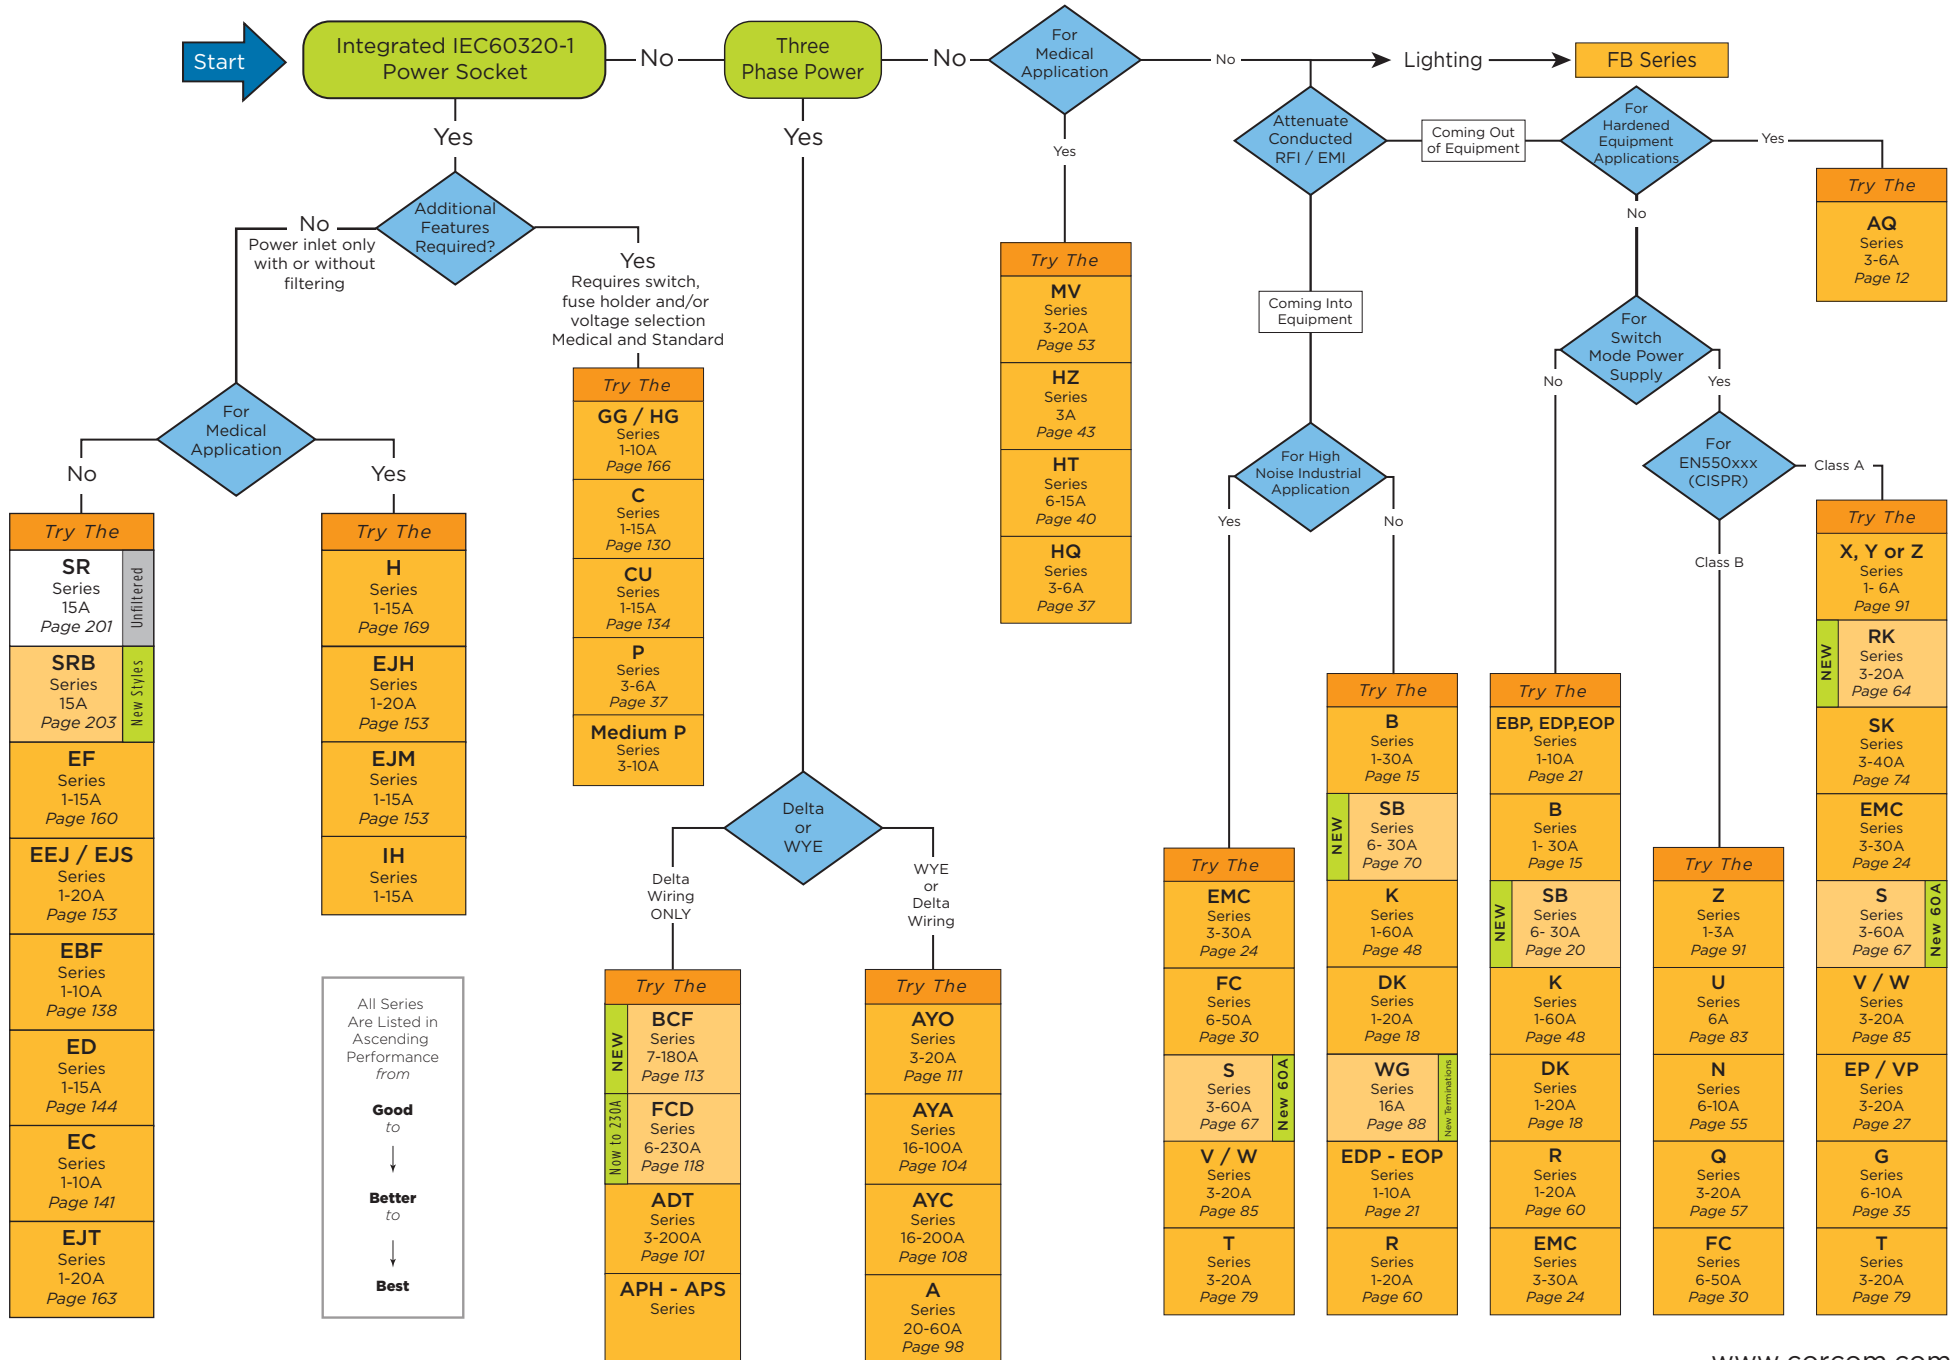 Start
Integrated IEC60320-1
Power Socket
No
Three
Phase Power
No
For
Medical
Application
No
Lighting
FB Series
Yes
Additional
Features
Required?
No
Power inlet only
with or without
filtering
Yes
Requires switch,
fuse holder and/or
voltage selection
Medical and Standard
For
Medical
Application
No
Yes
Try The
SR
Series
15A
Page 201
Unfiltered
SRB
Series
15A
Page 203
New Styles
EF
Series
1-15A
Page 160
EEJ / EJS
Series
1-20A
Page 153
EBF
Series
1-10A
Page 138
ED
Series
1-15A
Page 144
EC
Series
1-10A
Page 141
EJT
Series
1-20A
Page 163
Try The
H
Series
1-15A
Page 169
EJH
Series
1-20A
Page 153
EJM
Series
1-15A
Page 153
IH
Series
1-15A
All Series
Are Listed in
Ascending
Performance
from
Good
to
Better
to
Best
Try The
GG / HG
Series
1-10A
Page 166
C
Series
1-15A
Page 130
CU
Series
1-15A
Page 134
P
Series
3-6A
Page 37
Medium P
Series
3-10A
Yes
Delta
or
WYE
Delta
Wiring
ONLY
WYE
or
Delta
Wiring
Try The
NEW
BCF
Series
7-180A
Page 113
Now to 230A
FCD
Series
6-230A
Page 118
ADT
Series
3-200A
Page 101
APH - APS
Series
Try The
AYO
Series
3-20A
Page 111
AYA
Series
16-100A
Page 104
AYC
Series
16-200A
Page 108
A
Series
20-60A
Page 98
Yes
Try The
MV
Series
3-20A
Page 53
HZ
Series
3A
Page 43
HT
Series
6-15A
Page 40
HQ
Series
3-6A
Page 37
Attenuate
Conducted
RFI / EMI
Coming Out
of Equipment
Coming Into
Equipment
For High
Noise Industrial
Application
Yes
No
Try The
EMC
Series
3-30A
Page 24
FC
Series
6-50A
Page 30
S
Series
3-60A
Page 67
New 60A
V / W
Series
3-20A
Page 85
T
Series
3-20A
Page 79
Try The
B
Series
1-30A
Page 15
NEW
SB
Series
6- 30A
Page 70
K
Series
1-60A
Page 48
DK
Series
1-20A
Page 18
WG
Series
16A
Page 88
New Terminations
EDP - EOP
Series
1-10A
Page 21
R
Series
1-20A
Page 60
For
Hardened
Equipment
Applications
Yes
Try The
AQ
Series
3-6A
Page 12
No
For
Switch
Mode Power
Supply
No
Yes
Try The
EBP, EDP,EOP
Series
1-10A
Page 21
B
Series
1- 30A
Page 15
NEW
SB
Series
6- 30A
Page 20
K
Series
1-60A
Page 48
DK
Series
1-20A
Page 18
R
Series
1-20A
Page 60
EMC
Series
3-30A
Page 24
For
EN550xxx
(CISPR)
Class A
Class B
Try The
Z
Series
1-3A
Page 91
U
Series
6A
Page 83
N
Series
6-10A
Page 55
Q
Series
3-20A
Page 57
FC
Series
6-50A
Page 30
Try The
X, Y or Z
Series
1- 6A
Page 91
NEW
RK
Series
3-20A
Page 64
SK
Series
3-40A
Page 74
EMC
Series
3-30A
Page 24
S
Series
3-60A
Page 67
New 60A
V / W
Series
3-20A
Page 85
EP / VP
Series
3-20A
Page 27
G
Series
6-10A
Page 35
T
Series
3-20A
Page 79
www.corcom.com